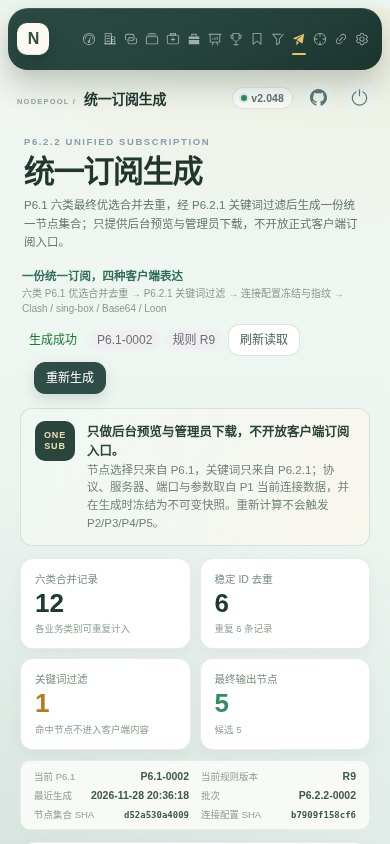 N
NODEPOOL / 统一订阅生成
v2.048
P6.2.2 UNIFIED SUBSCRIPTION
统一订阅生成
P6.1 六类最终优选合并去重，经 P6.2.1 关键词过滤后生成一份统
一节点集合；只提供后台预览与管理员下载，不开放正式客户端订
阅入口。
一份统一订阅，四种客户端表达
六类 P6.1 优选合并去重 → P6.2.1 关键词过滤 → 连接配置冻结与指纹 →
Clash / sing-box / Base64 / Loon
生成成功 P6.1-0002 规则 R9 刷新读取
重新生成
ONE
SUB
只做后台预览与管理员下载，不开放客户端订阅
入口。
节点选择只来自 P6.1，关键词只来自 P6.2.1；协
议、服务器、端口与参数取自 P1 当前连接数据，并
在生成时冻结为不可变快照。重新计算不会触发
P2/P3/P4/P5。
六类合并记录
12
各业务类别可重复计入
稳定 ID 去重
6
重复 6 条记录
关键词过滤
1
命中节点不进入客户端内容
最终输出节点
5
候选 5
当前 P6.1 P6.1-0002 当前规则版本 R9
最近生成 2026-11-28 20:36:18 批次 P6.2.2-0002
节点集合 SHA d52a530a4009 连接配置 SHA b7909f158cf6